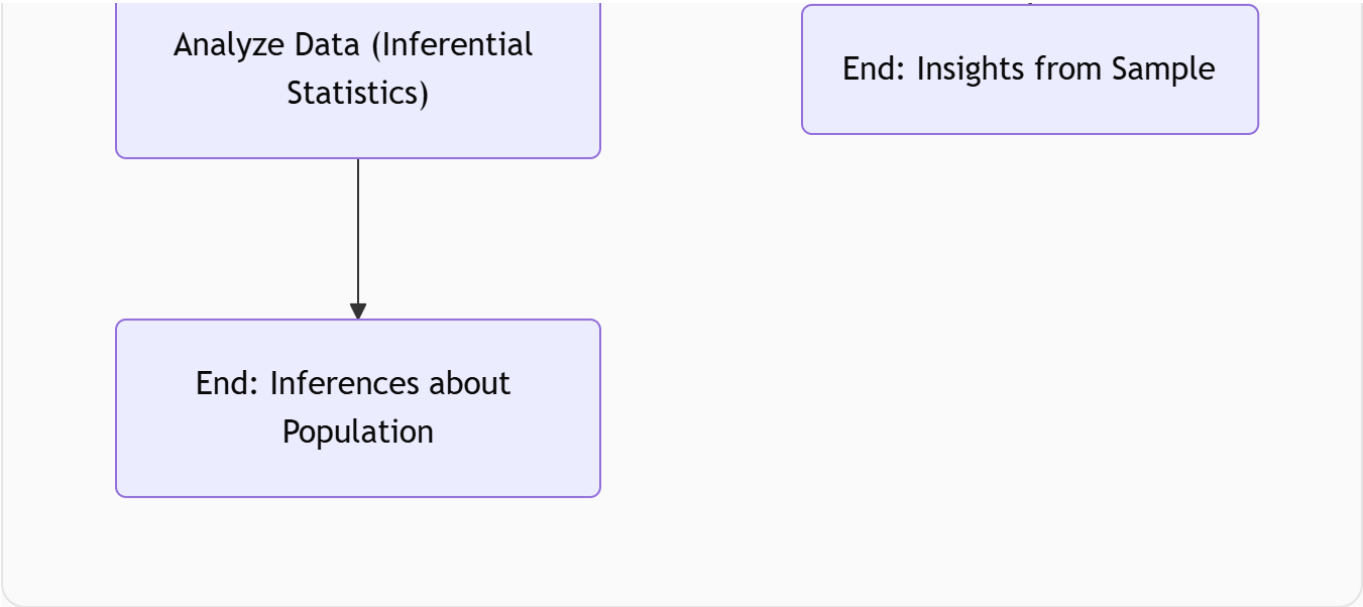 Analyze Data (Inferential
Statistics)
End: Insights from Sample
End: Inferences about
Population